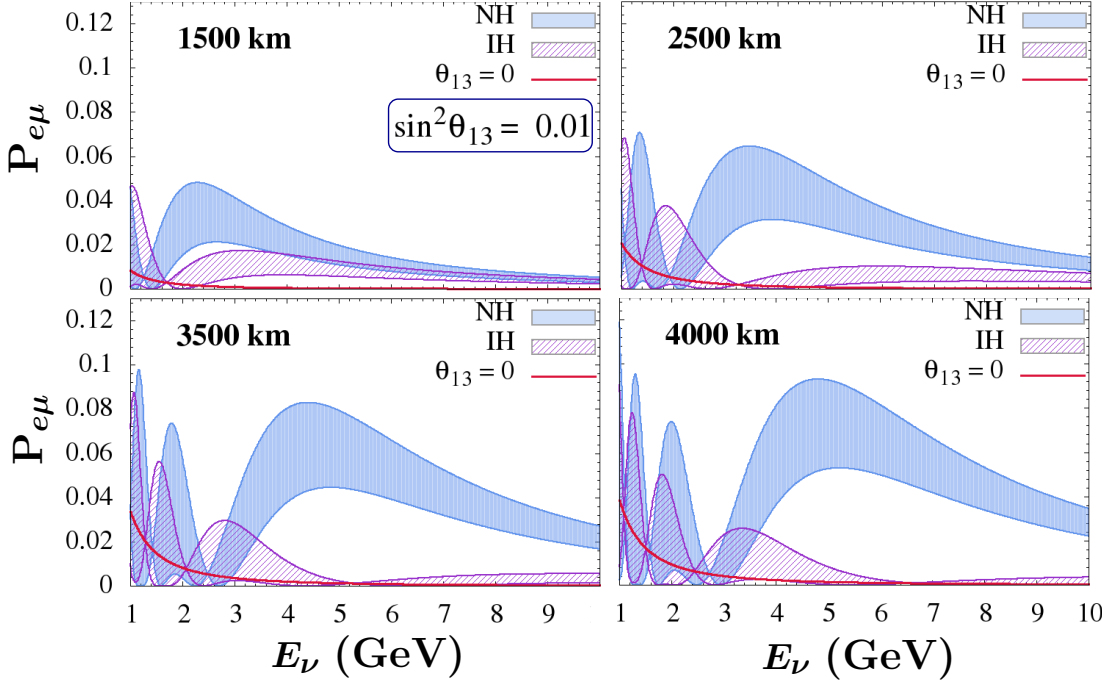 0.12
0.1
0.08
0.06
0.04
0.02
0
P_{eμ}
1500 km
NH
IH
θ₁₃ = 0
sin²θ₁₃ = 0.01
2500 km
NH
IH
θ₁₃ = 0
0.12
0.1
0.08
0.06
0.04
0.02
0
P_{eμ}
3500 km
NH
IH
θ₁₃ = 0
4000 km
NH
IH
θ₁₃ = 0
1 2 3 4 5 6 7 8 9
1 2 3 4 5 6 7 8 9 10
E_ν (GeV)
E_ν (GeV)